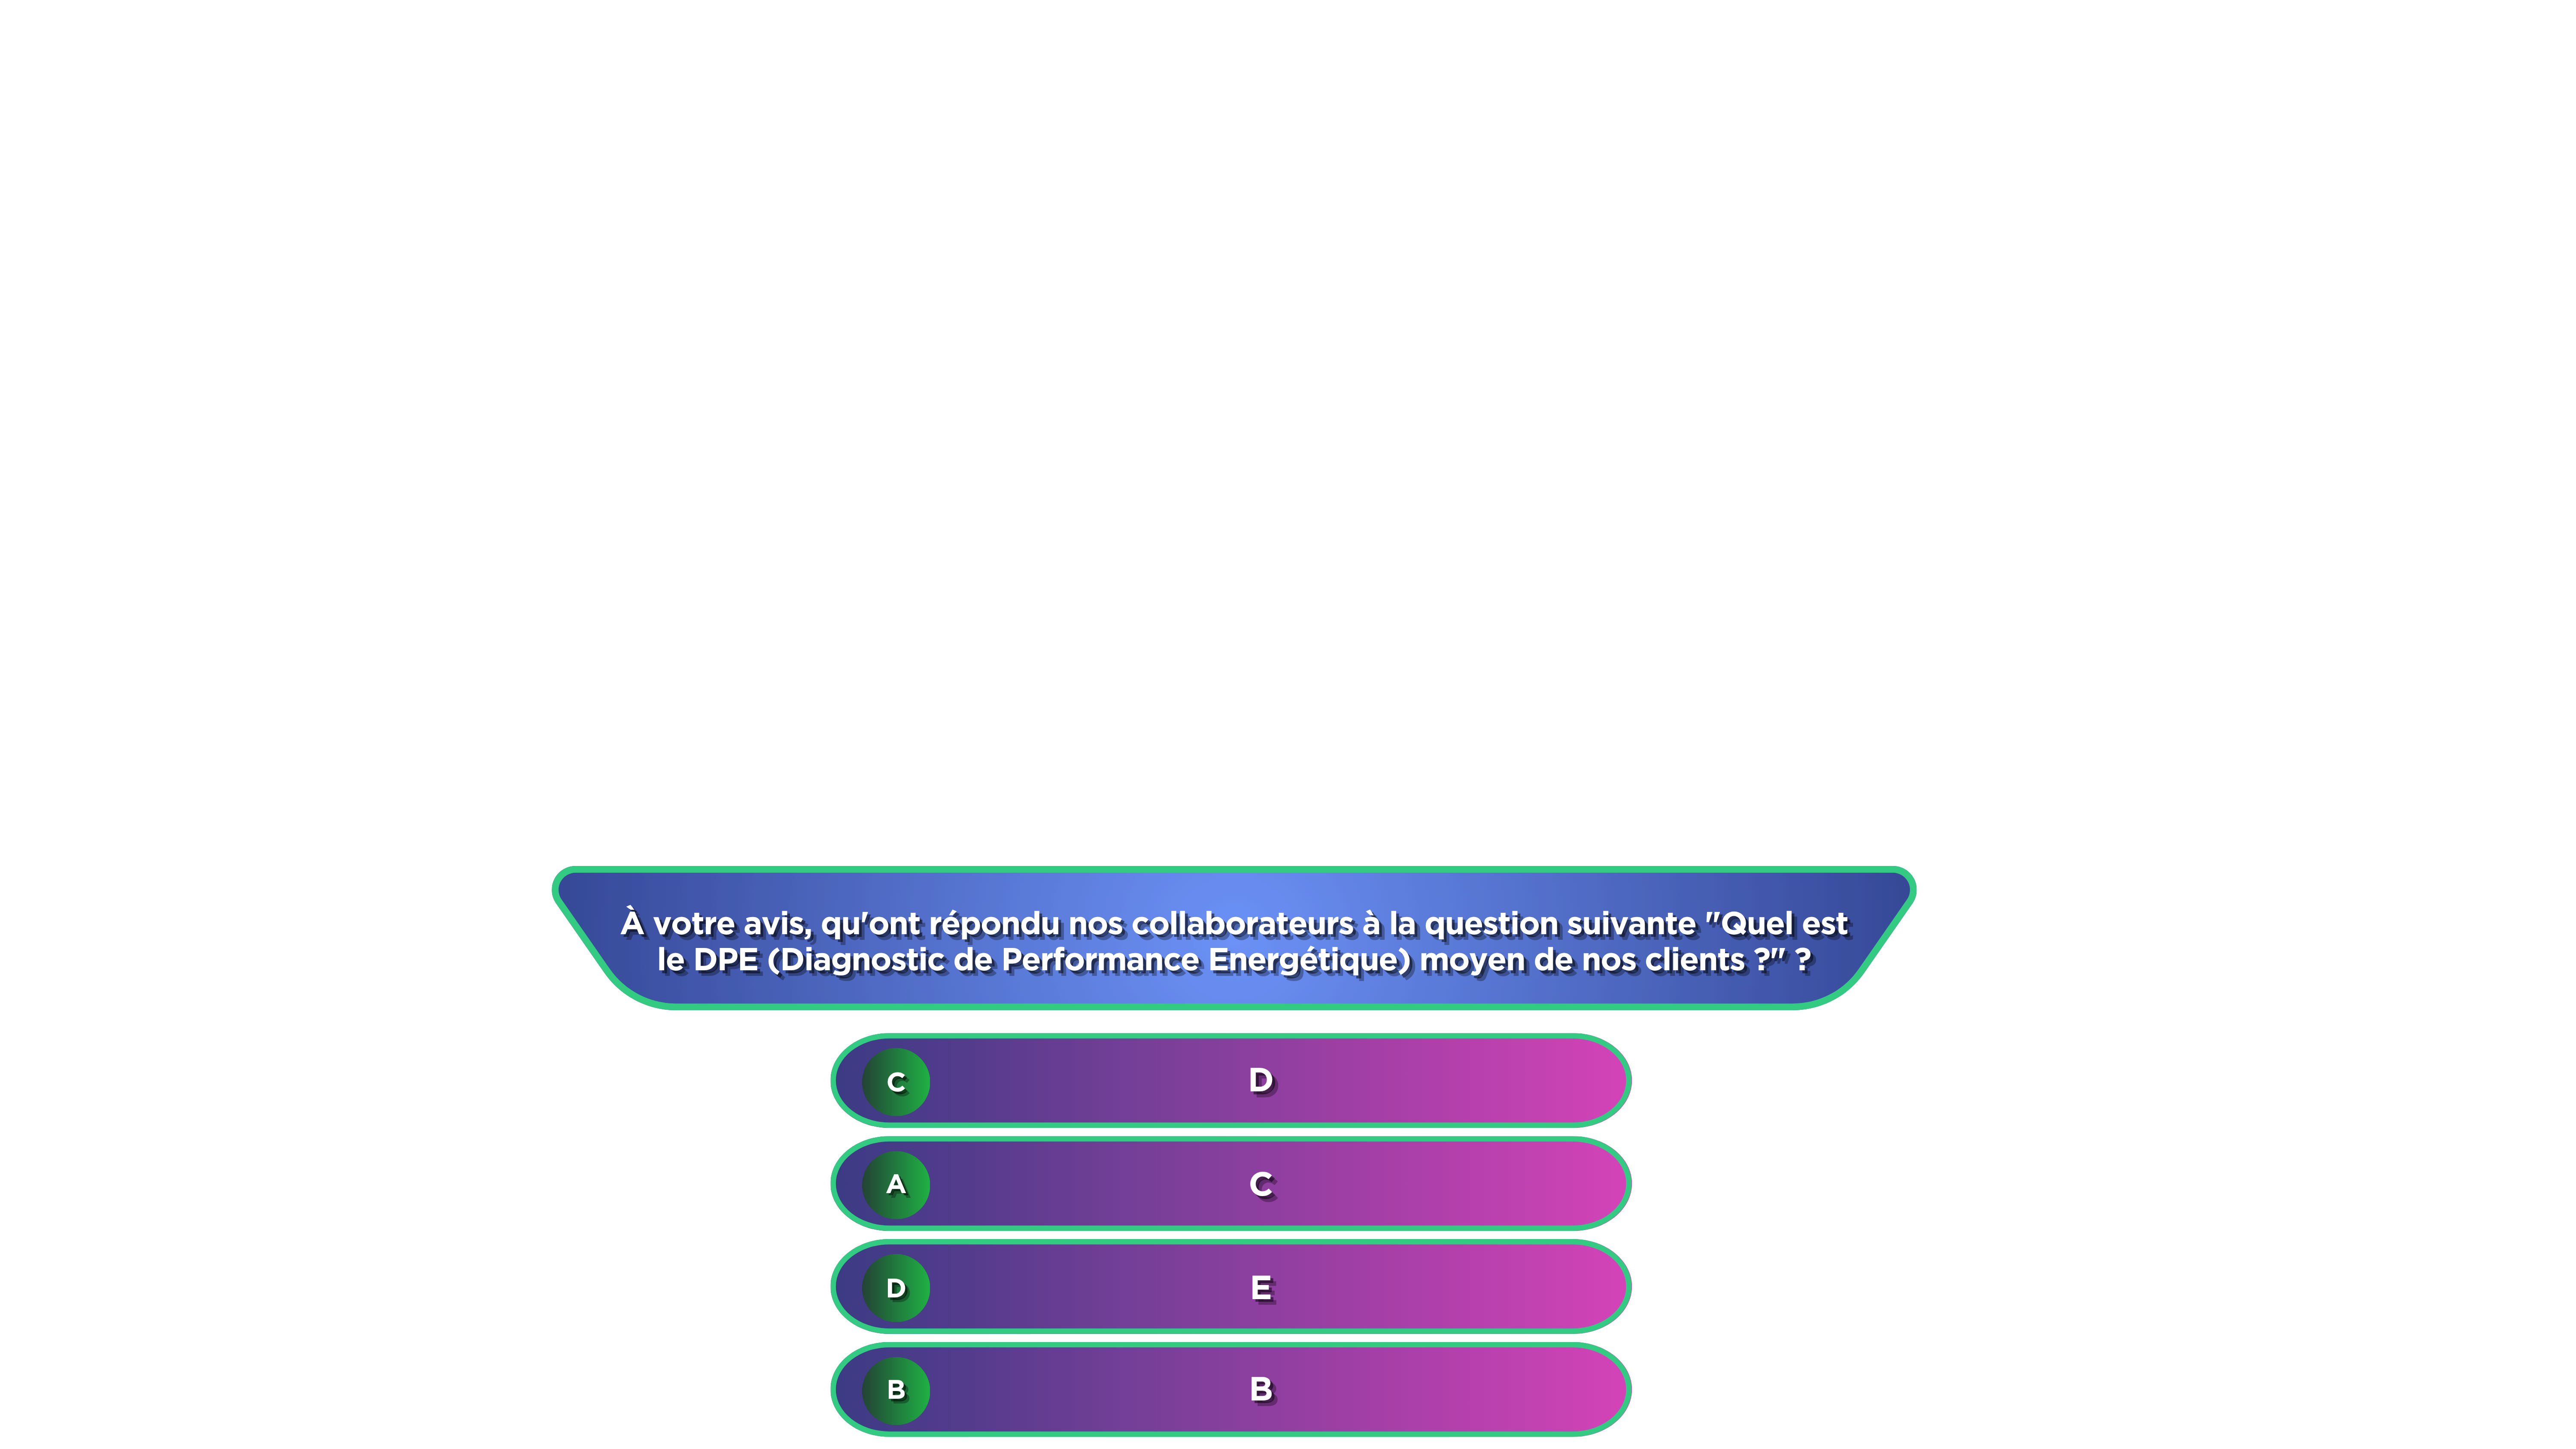 À votre avis, qu'ont répondu nos collaborateurs à la question suivante "Quel est
le DPE (Diagnostic de Performance Energétique) moyen de nos clients ?" ?
C D
A C
D E
B B